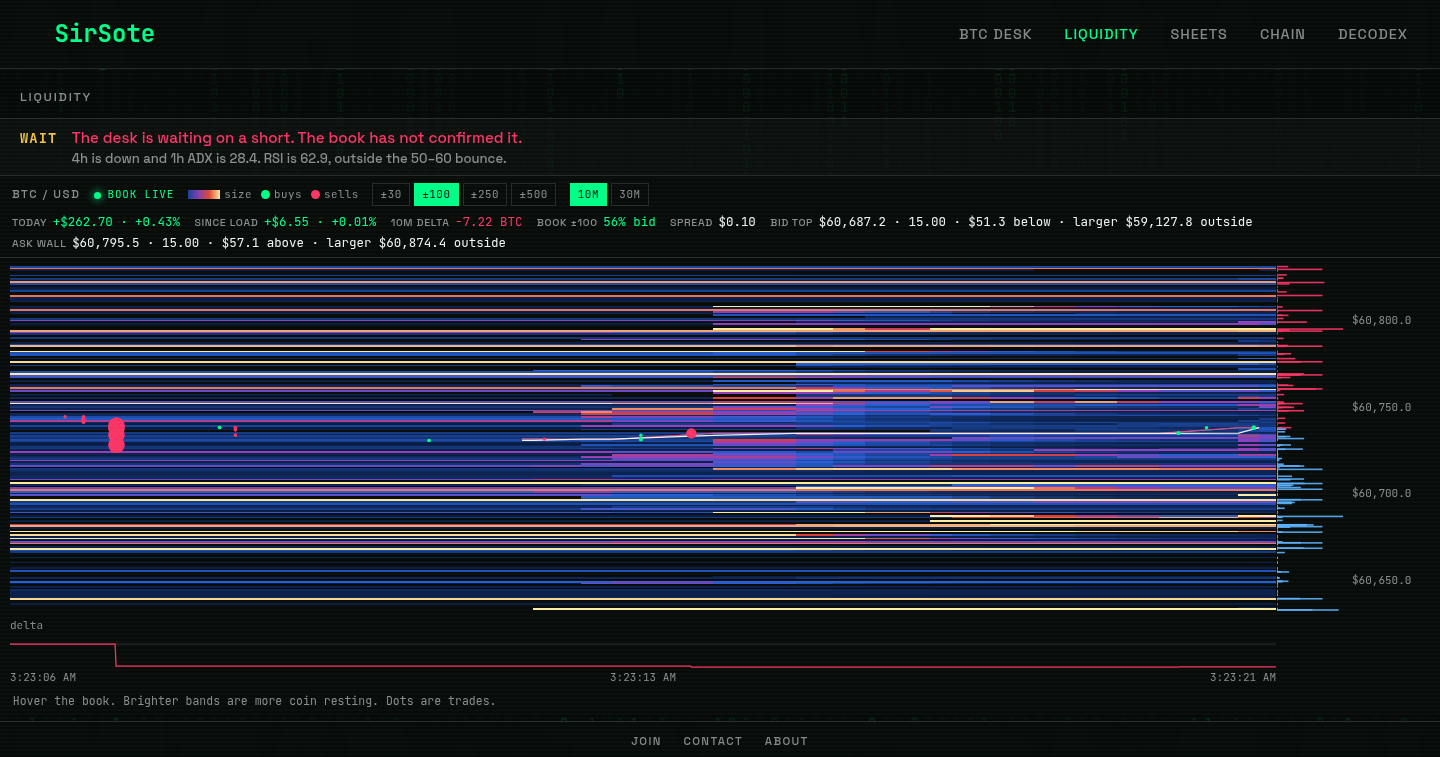 SirSote
BTC DESK LIQUIDITY SHEETS CHAIN DECODEX
LIQUIDITY
WAIT The desk is waiting on a short. The book has not confirmed it.
4h is down and 1h ADX is 28.4. RSI is 62.9, outside the 50–60 bounce.
BTC / USD BOOK LIVE size buys sells ±30 ±100 ±250 ±500 10M 30M
TODAY +$262.70 · +0.43% SINCE LOAD +$6.55 · +0.01% 10M DELTA -7.22 BTC BOOK ±100 56% bid SPREAD $0.10 BID TOP $60,687.2 · 15.00 · $51.3 below · larger $59,127.8 outside
ASK WALL $60,795.5 · 15.00 · $57.1 above · larger $60,874.4 outside
$60,800.0
$60,750.0
$60,700.0
$60,650.0
delta
3:23:06 AM 3:23:13 AM 3:23:21 AM
Hover the book. Brighter bands are more coin resting. Dots are trades.
JOIN CONTACT ABOUT